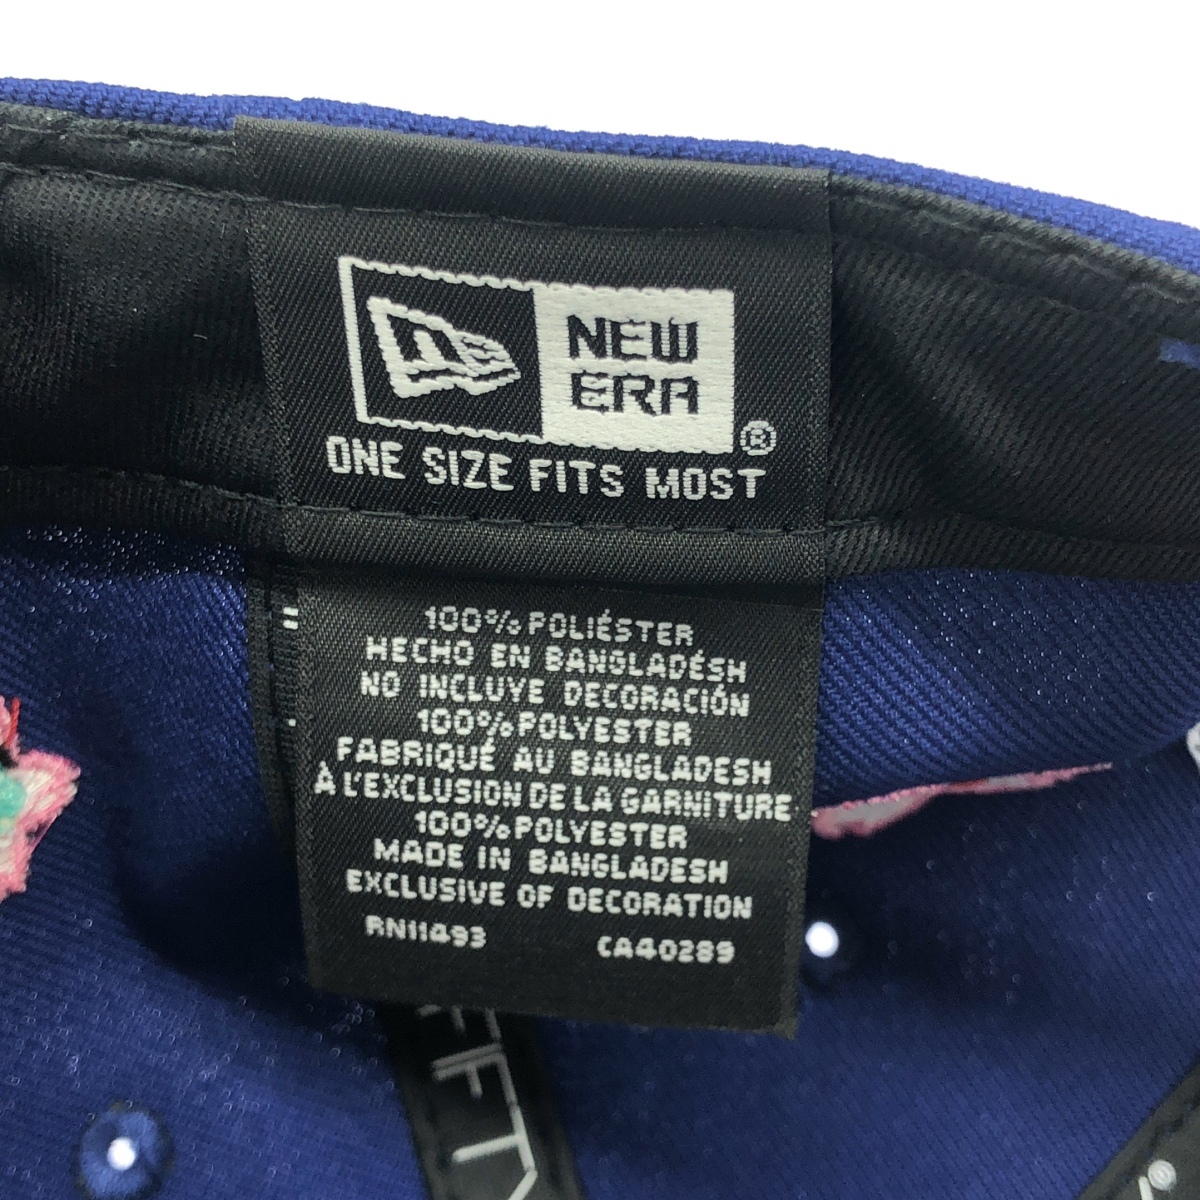 NEW
ERA
®
ONE SIZE FITS MOST
100% POLIÉSTER
HECHO EN BANGLADÉSH
NO INCLUYE DECORACIÓN
100% POLYESTER
FABRIQUÉ AU BANGLADESH
À L'EXCLUSION DE LA GARNITURE
100% POLYESTER
MADE IN BANGLADESH
EXCLUSIVE OF DECORATION
RN11493 CA40289
FIFTY
®